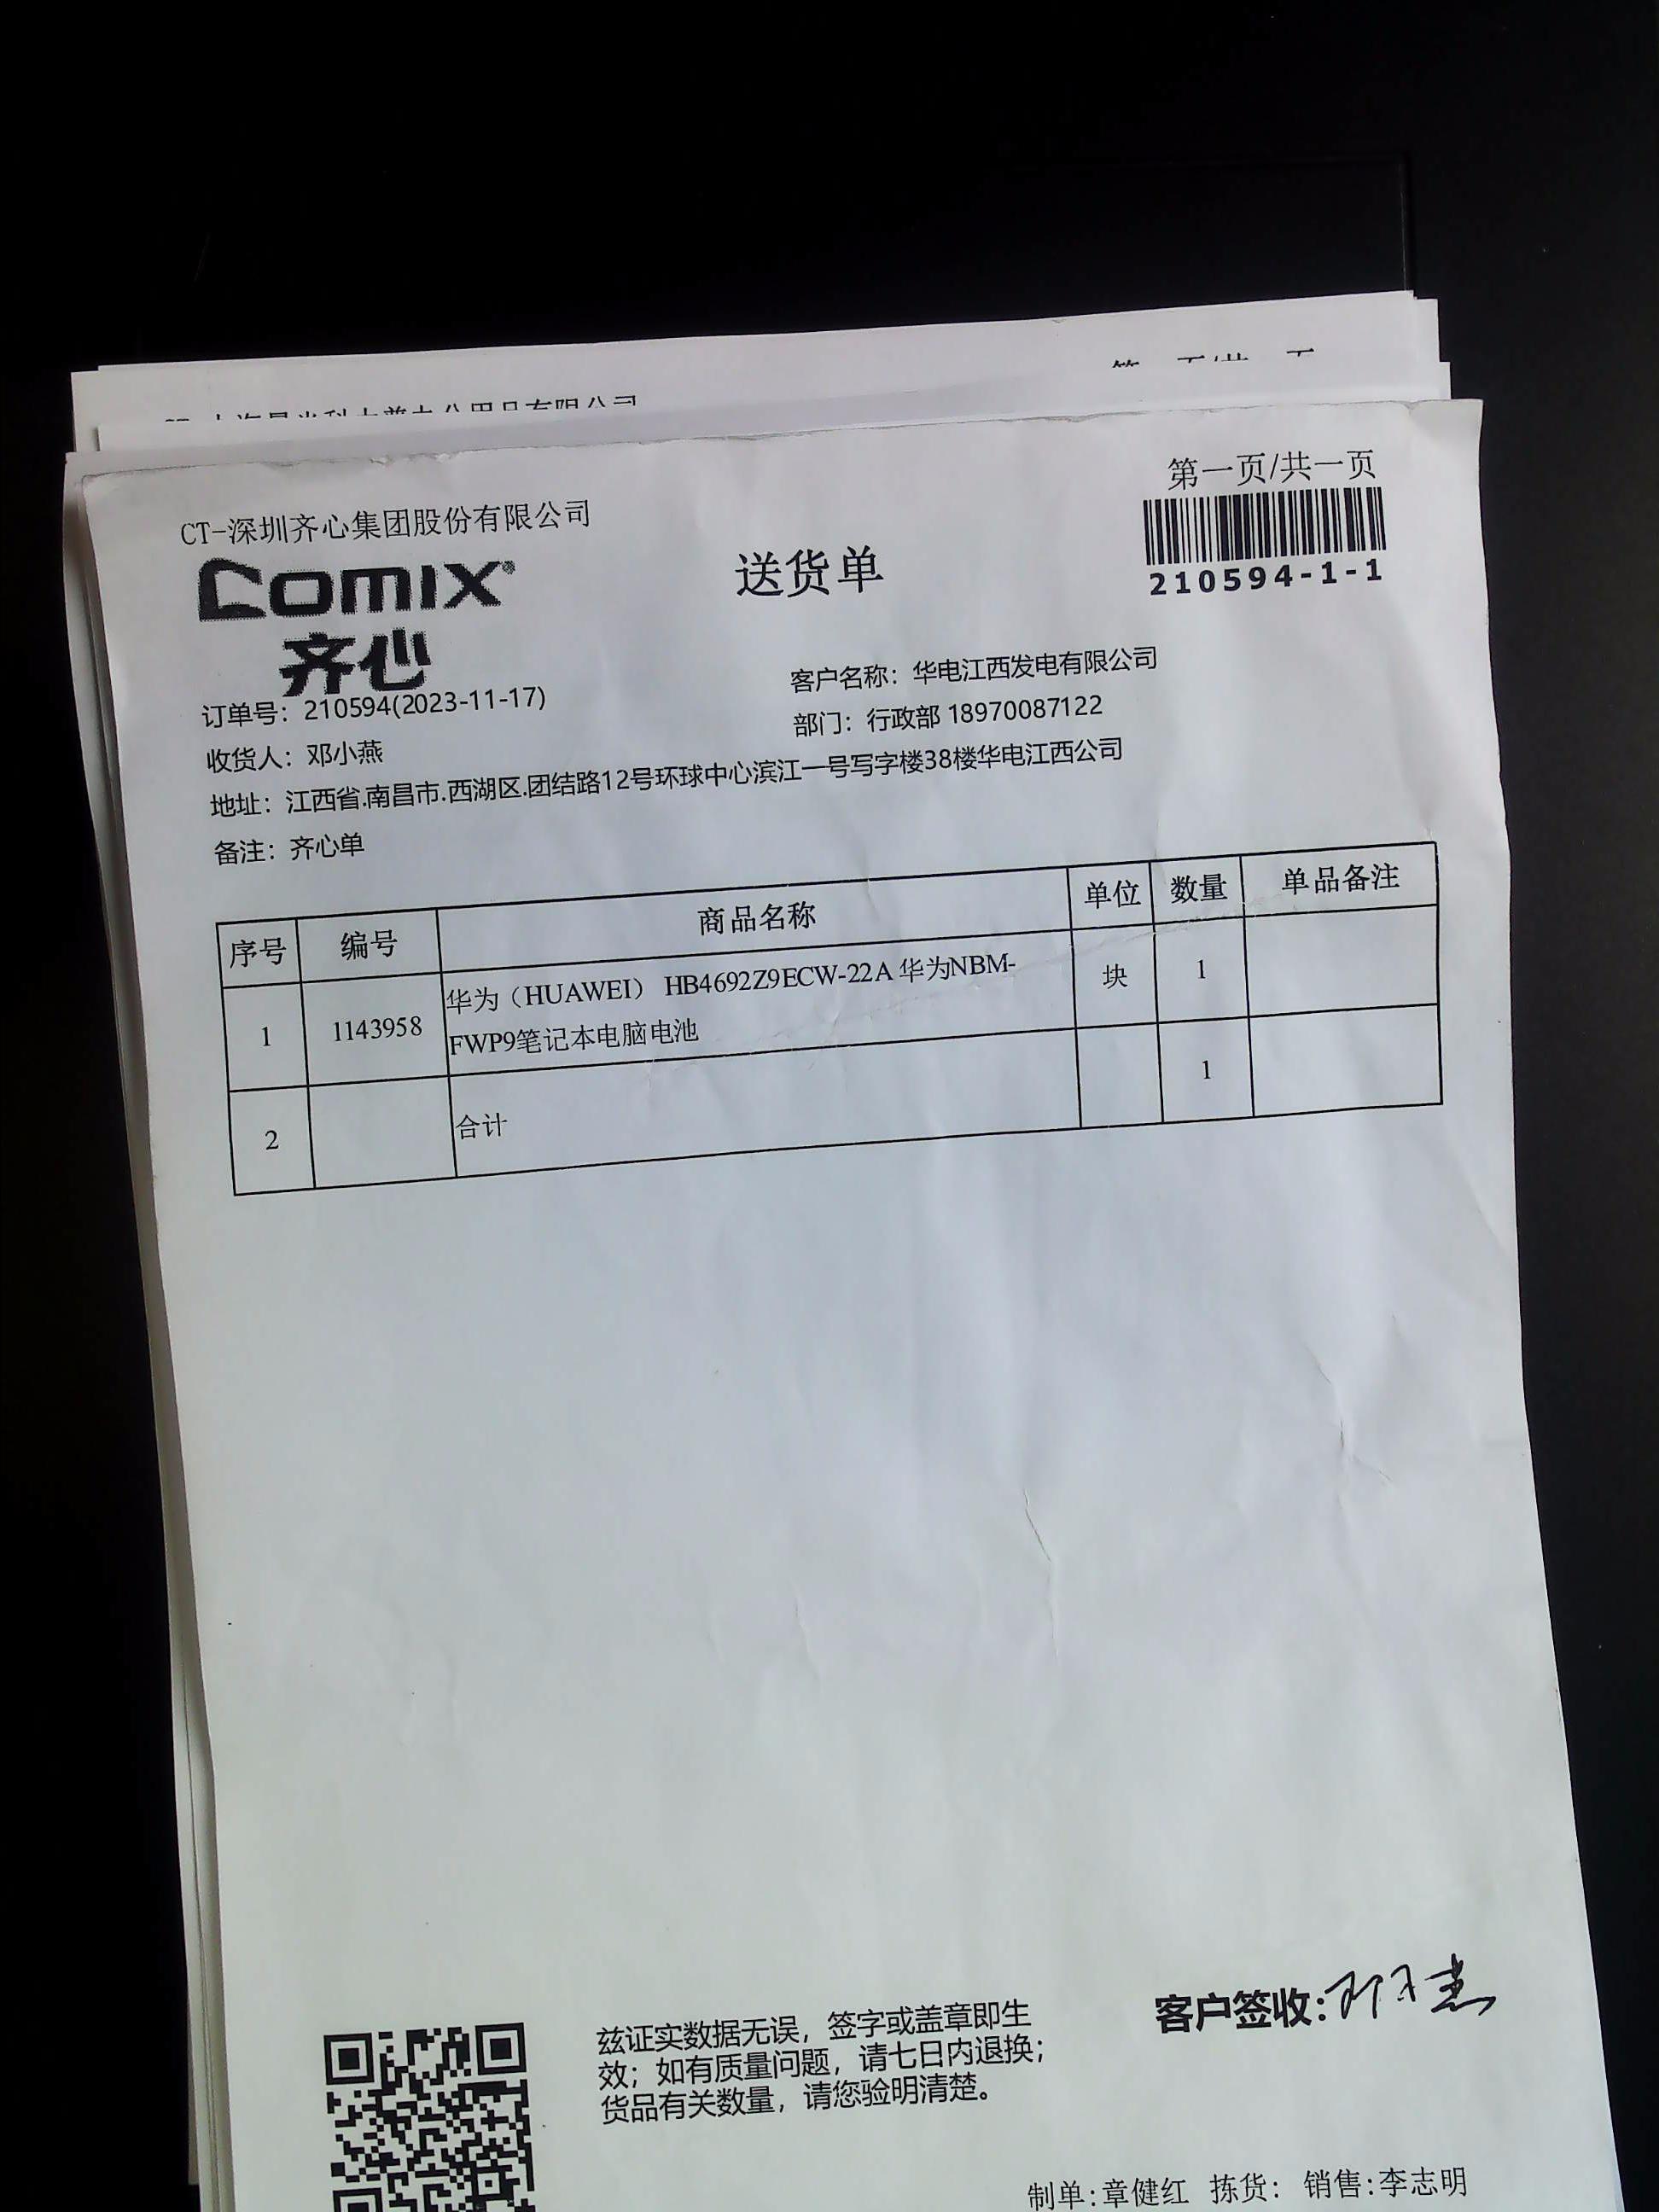 第一页/共一页
CT-深圳齐心集团股份有限公司
comix®
齐心
送货单
210594-1-1
订单号：210594(2023-11-17)
客户名称：华电江西发电有限公司
收货人：邓小燕
部门：行政部 18970087122
地址：江西省.南昌市.西湖区.团结路12号环球中心滨江一号写字楼38楼华电江西公司
备注：齐心单
序号 编号 商品名称 单位 数量 单品备注
1 1143958 华为（HUAWEI） HB4692Z9ECW-22A 华为NBM-
FWP9笔记本电脑电池 块 1
2 合计 1
兹证实数据无误，签字或盖章即生
效；如有质量问题，请七日内退换；
货品有关数量，请您验明清楚。
客户签收:
制单:章健红 拣货: 销售:李志明